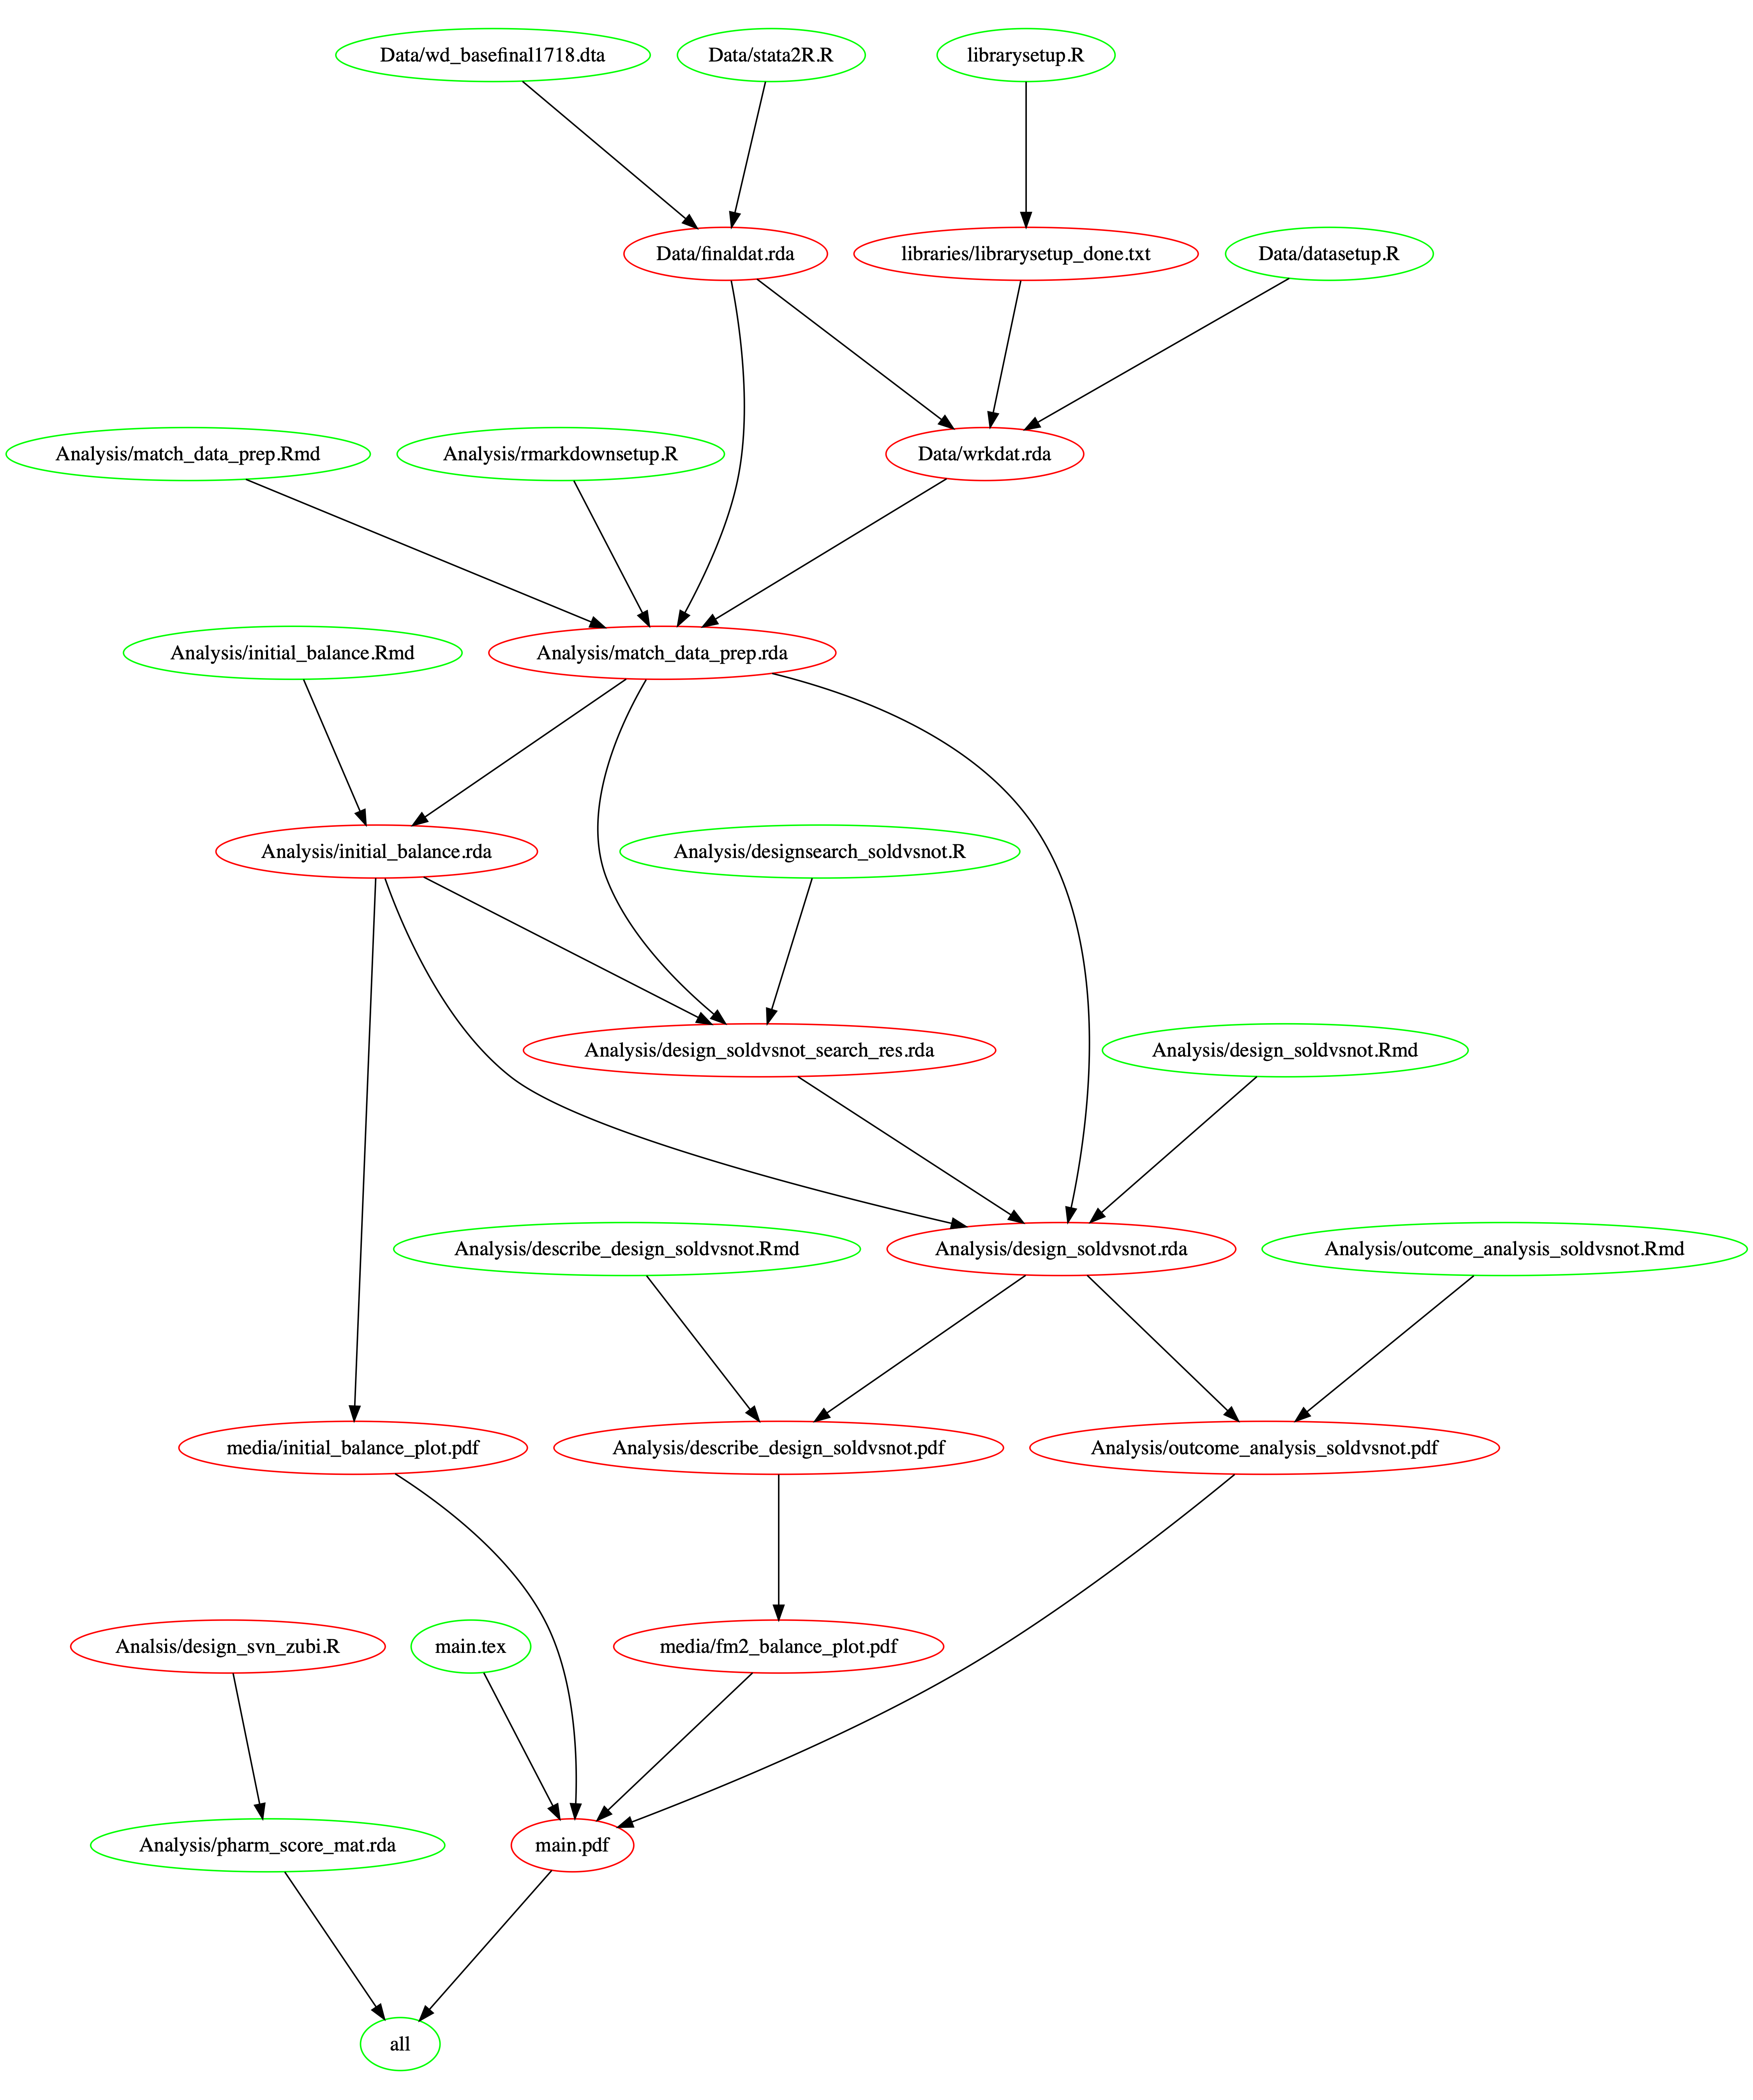 Data/wd_basefinal1718.dta
Data/stata2R.R
librarysetup.R
Data/finaldat.rda
libraries/librarysetup_done.txt
Data/datasetup.R
Analysis/match_data_prep.Rmd
Analysis/rmarkdownsetup.R
Data/wrkdat.rda
Analysis/initial_balance.Rmd
Analysis/match_data_prep.rda
Analysis/initial_balance.rda
Analysis/designsearch_soldvsnot.R
Analysis/design_soldvsnot_search_res.rda
Analysis/design_soldvsnot.Rmd
Analysis/describe_design_soldvsnot.Rmd
Analysis/design_soldvsnot.rda
Analysis/outcome_analysis_soldvsnot.Rmd
media/initial_balance_plot.pdf
Analysis/describe_design_soldvsnot.pdf
Analysis/outcome_analysis_soldvsnot.pdf
Analsis/design_svn_zubi.R
main.tex
media/fm2_balance_plot.pdf
Analysis/pharm_score_mat.rda
main.pdf
all